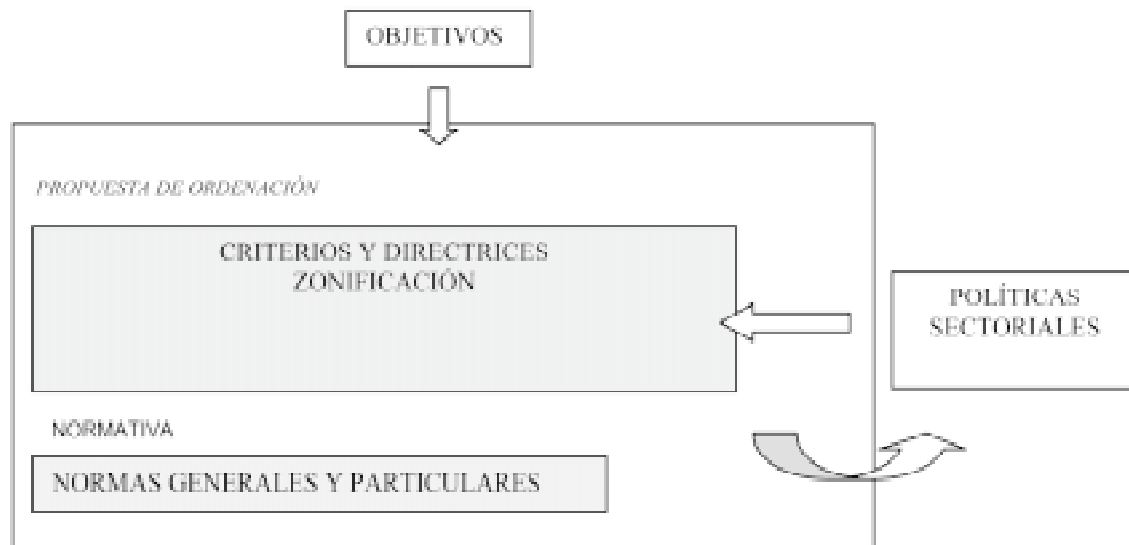 OBJETIVOS
PROPUESTA DE ORDENACIÓN
CRITERIOS Y DIRECTRICES
ZONIFICACIÓN
POLÍTICAS
SECTORIALES
NORMATIVA
NORMAS GENERALES Y PARTICULARES